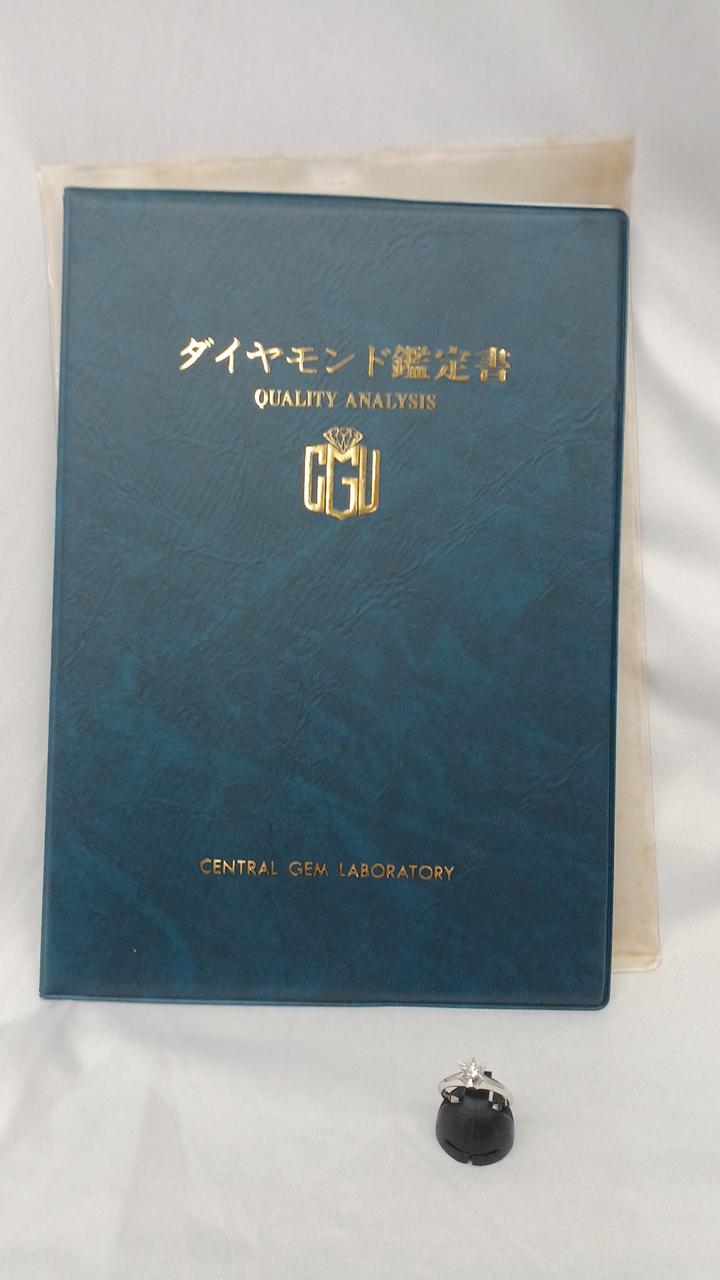 ダイヤモンド鑑定書
QUALITY ANALYSIS
CGL
CENTRAL GEM LABORATORY